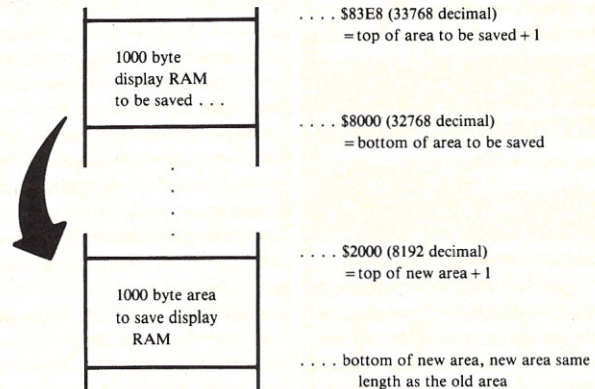 . . . . $83E8 (33768 decimal)
= top of area to be saved + 1
1000 byte
display RAM
to be saved . . .
. . . . $8000 (32768 decimal)
= bottom of area to be saved
. . . . $2000 (8192 decimal)
= top of new area + 1
1000 byte area
to save display
RAM
. . . . bottom of new area, new area same
length as the old area